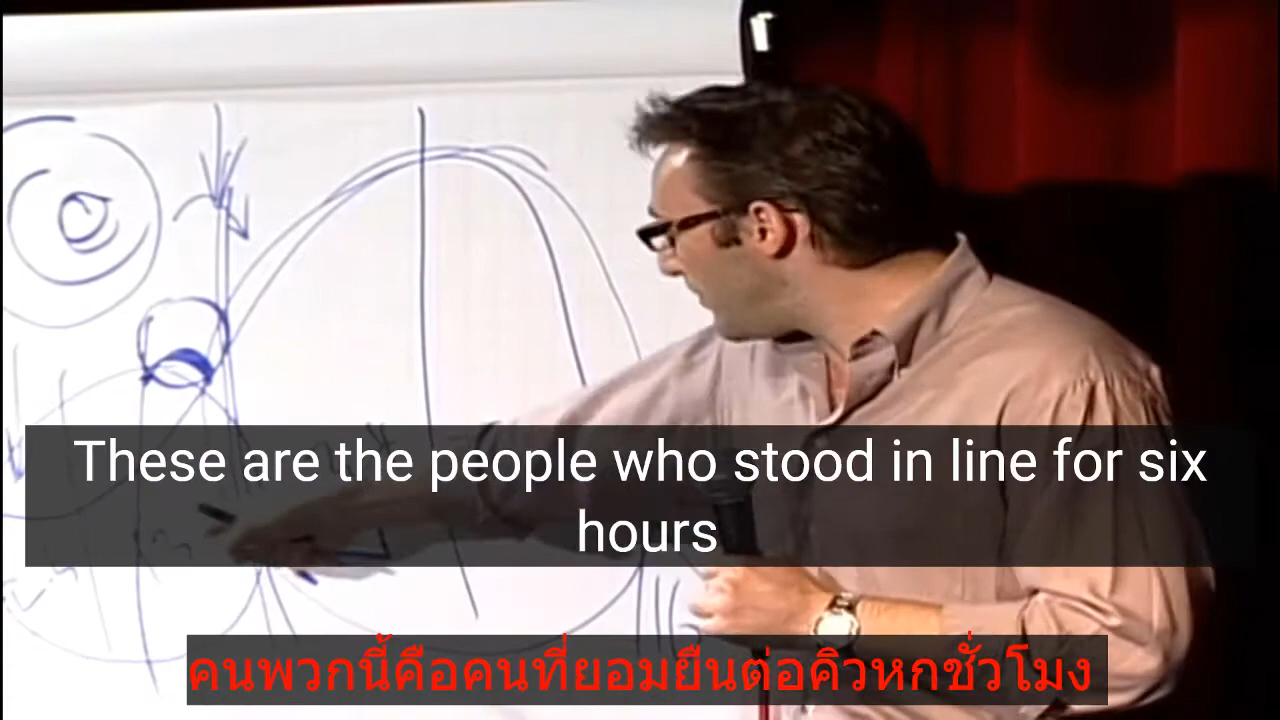 These are the people who stood in line for six
hours
คนพวกนี้คือคนที่ยอมยืนต่อคิวหกชั่วโมง